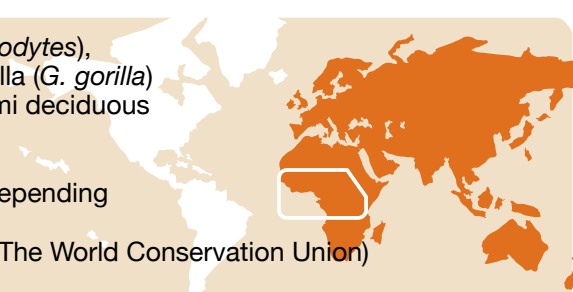 odytes),
lla (G. gorilla)
mi deciduous
epending
The World Conservation Union)